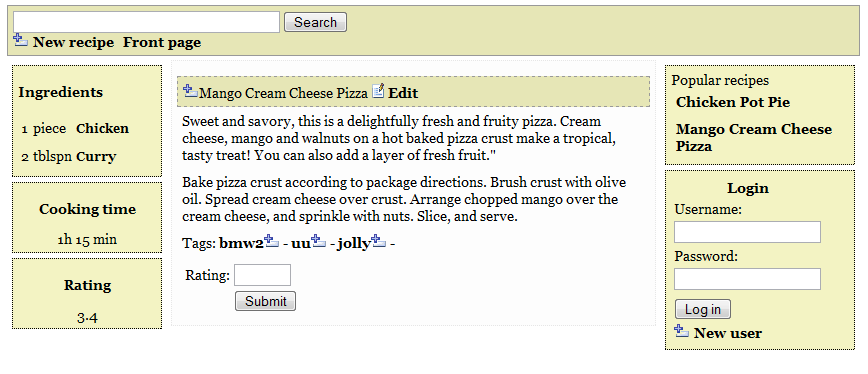 Search
New recipe Front page
Ingredients
1 piece Chicken
2 tblspn Curry
Cooking time
1h 15 min
Rating
3.4
Mango Cream Cheese Pizza Edit
Sweet and savory, this is a delightfully fresh and fruity pizza. Cream
cheese, mango and walnuts on a hot baked pizza crust make a tropical,
tasty treat! You can also add a layer of fresh fruit."
Bake pizza crust according to package directions. Brush crust with olive
oil. Spread cream cheese over crust. Arrange chopped mango over the
cream cheese, and sprinkle with nuts. Slice, and serve.
Tags: bmw2 - uu - jolly -
Rating:
Submit
Popular recipes
Chicken Pot Pie
Mango Cream Cheese
Pizza
Login
Username:
Password:
Log in
New user